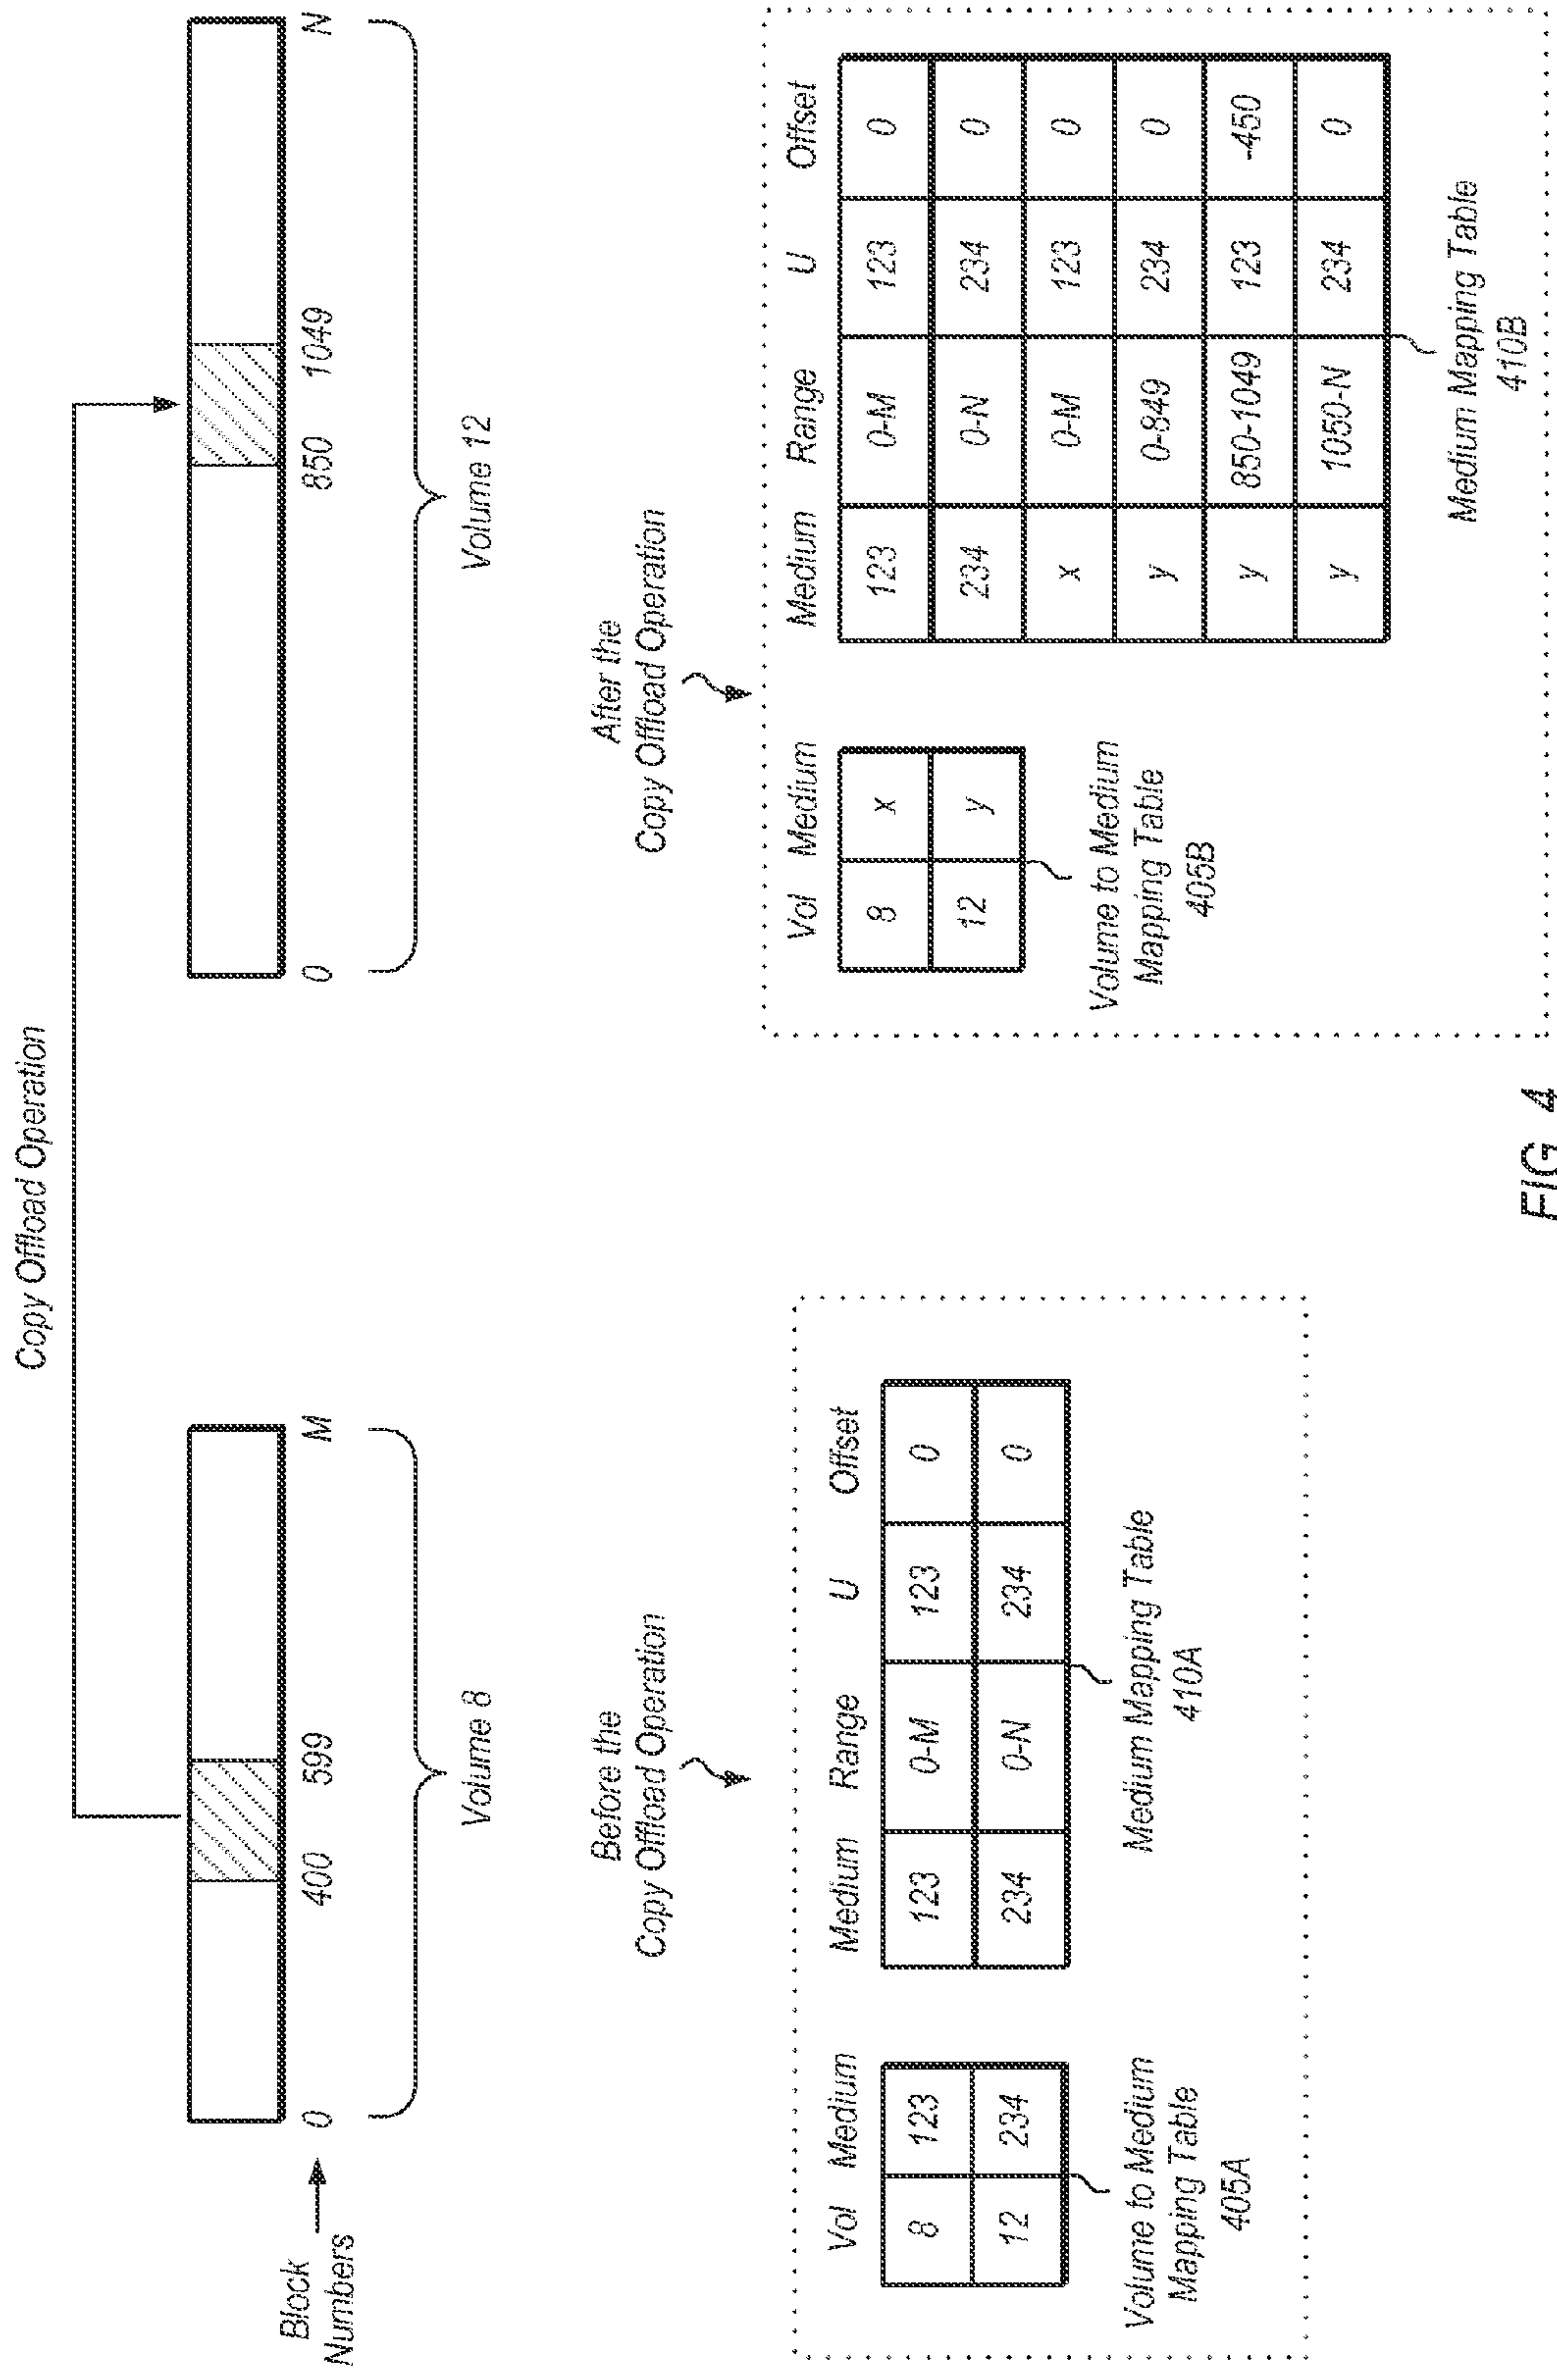 Copy Offload Operation
Block
Numbers
0 400 599 M
0 850 1049 N
Volume 8
Volume 12
Before the
Copy Offload Operation
Vol Medium
8 123
12 234
Volume to Medium
Mapping Table
405A
Medium Range U Offset
123 0-M 123 0
234 0-N 234 0
Medium Mapping Table
410A
After the
Copy Offload Operation
Vol Medium
8 x
12 y
Volume to Medium
Mapping Table
405B
Medium Range U Offset
123 0-M 123 0
234 0-N 234 0
x 0-M 123 0
y 0-849 234 0
y 850-1049 123 -450
y 1050-N 234 0
Medium Mapping Table
410B
FIG. 4